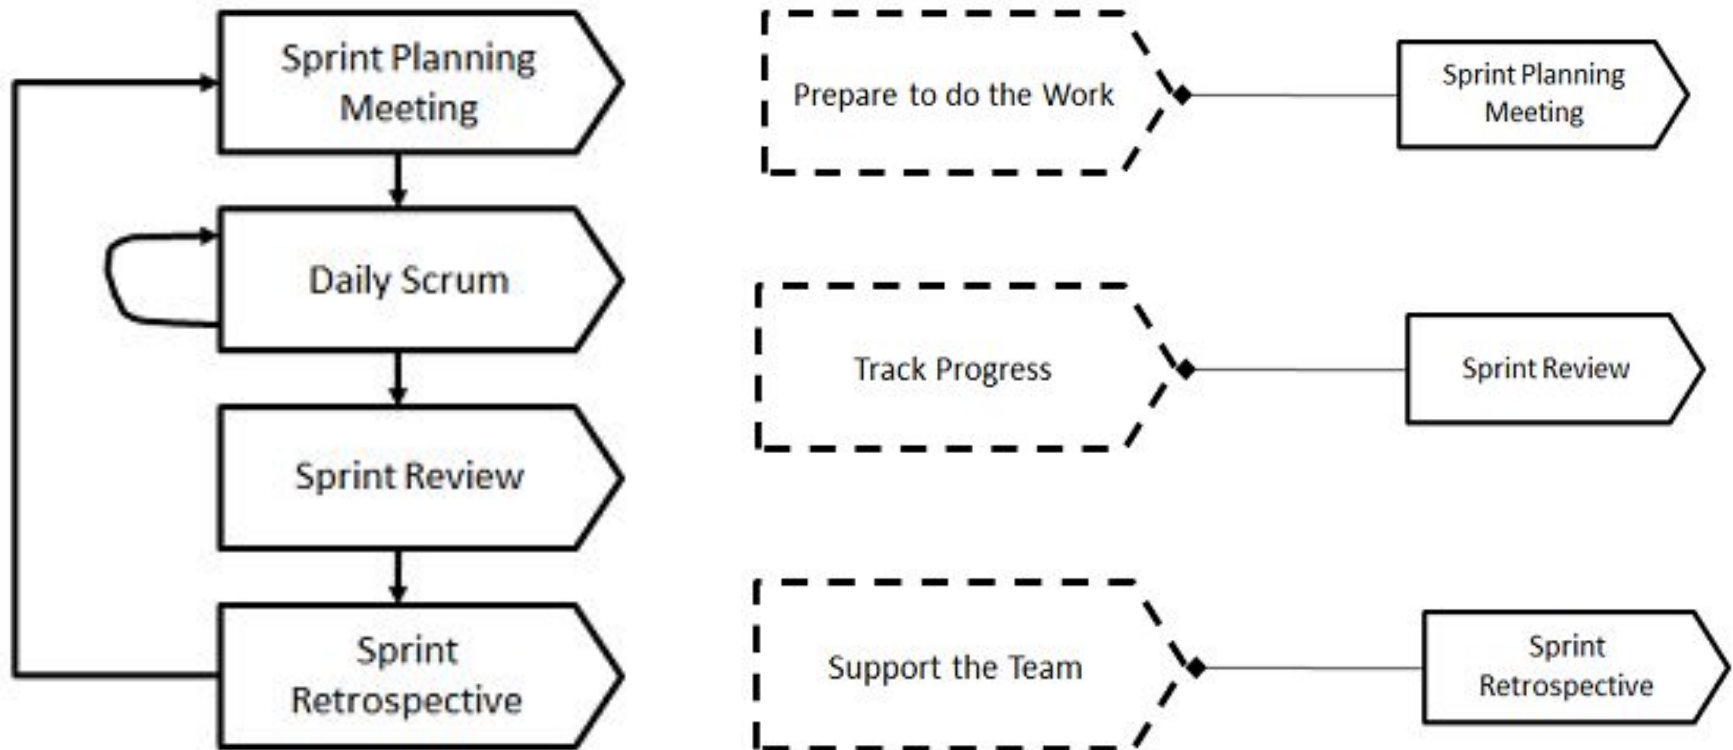 Sprint Planning
Meeting
Daily Scrum
Sprint Review
Sprint
Retrospective
Prepare to do the Work
Sprint Planning
Meeting
Track Progress
Sprint Review
Support the Team
Sprint
Retrospective